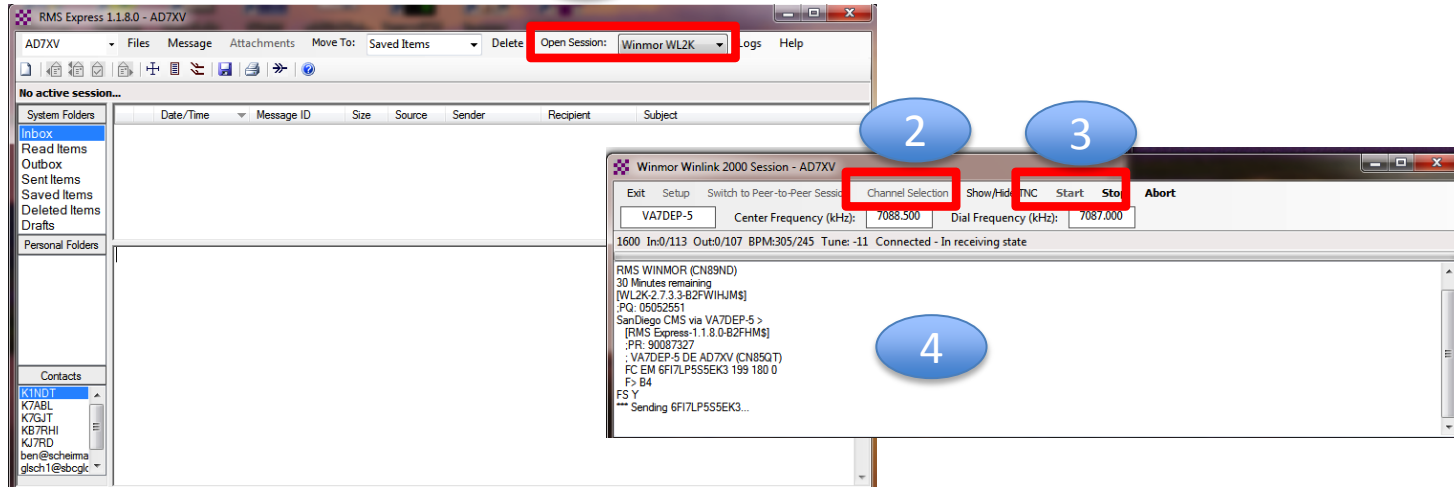 RMS Express 1.1.8.0 - AD7XV
AD7XV Files Message Attachments Move To: Saved Items Delete Open Session: Winmor WL2K Logs Help
No active session...
System Folders Date/Time Message ID Size Source Sender Recipient Subject
Inbox
Read Items
Outbox
Sent Items
Saved Items
Deleted Items
Drafts
Personal Folders
Contacts
K1NDT
K7ABL
K7GJT
KB7RHI
KJ7RD
ben@scheima
glsch1@sbcglc
2
3
Winmor Winlink 2000 Session - AD7XV
Exit Setup Switch to Peer-to-Peer Session Channel Selection Show/Hide TNC Start Stop Abort
VA7DEP-5 Center Frequency (kHz): 7088.500 Dial Frequency (kHz): 7087.000
1600 In:0/113 Out:0/107 BPM:305/245 Tune: -11 Connected - In receiving state
RMS WINMOR (CN89ND)
30 Minutes remaining
[WL2K-2.7.3.3-B2FWIHJM$]
;PQ: 05052551
SanDiego CMS via VA7DEP-5 >
[RMS Express-1.1.8.0-B2FHM$]
;PR: 90087327
; VA7DEP-5 DE AD7XV (CN85QT)
FC EM 6FI7LP5S5EK3 199 180 0
F> B4
FS Y
*** Sending 6FI7LP5S5EK3...
4